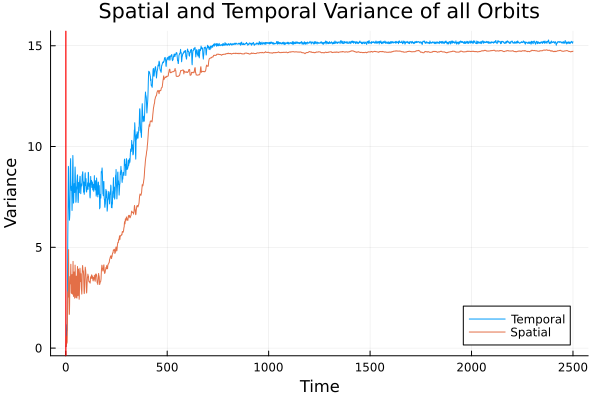 Spatial and Temporal Variance of all Orbits
15
10
5
0
Variance
0 500 1000 1500 2000 2500
Time
Temporal
Spatial